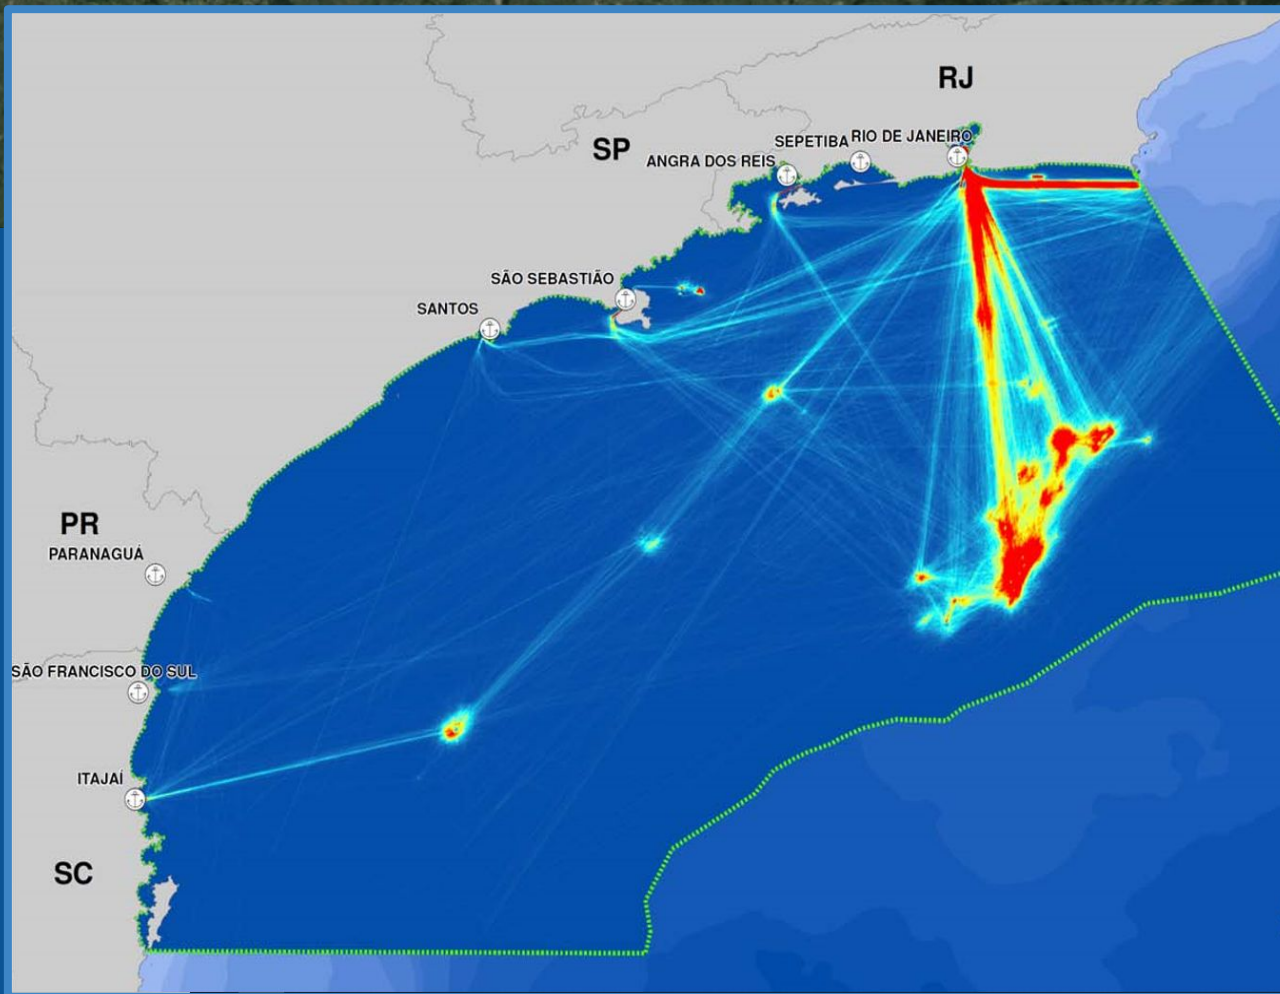 RJ
SP
SEPETIBA
RIO DE JANEIRO
ANGRA DOS REIS
SÃO SEBASTIÃO
SANTOS
PR
PARANAGUÁ
SÃO FRANCISCO DO SUL
ITAJAÍ
SC